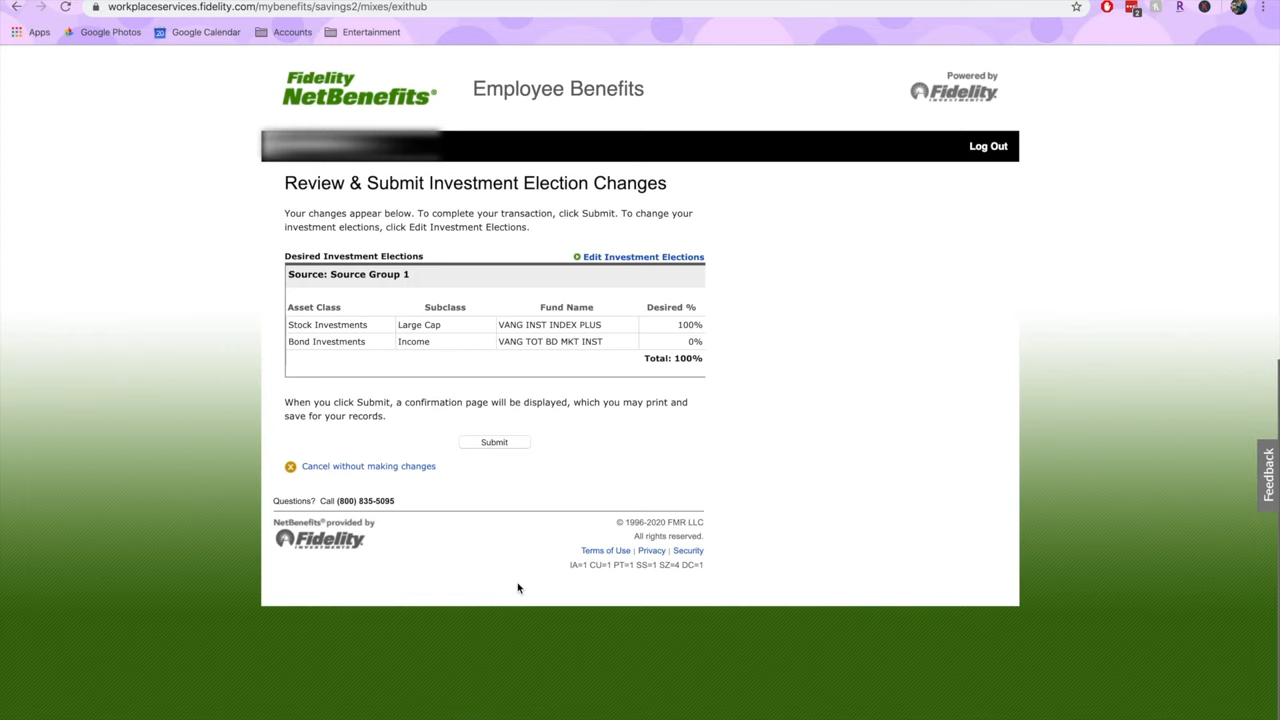 workplaceservices.fidelity.com/mybenefits/savings2/mixes/exithub
Apps Google Photos 20 Google Calendar Accounts Entertainment
Fidelity
NetBenefits®
Employee Benefits
Powered by
Fidelity
INVESTMENTS
Log Out
Review & Submit Investment Election Changes
Your changes appear below. To complete your transaction, click Submit. To change your
investment elections, click Edit Investment Elections.
Desired Investment Elections Edit Investment Elections
Source: Source Group 1
Asset Class Subclass Fund Name Desired %
Stock Investments Large Cap VANG INST INDEX PLUS 100%
Bond Investments Income VANG TOT BD MKT INST 0%
Total: 100%
When you click Submit, a confirmation page will be displayed, which you may print and
save for your records.
Submit
Cancel without making changes
Questions? Call (800) 835-5095
NetBenefits® provided by
Fidelity
INVESTMENTS
© 1996-2020 FMR LLC
All rights reserved.
Terms of Use | Privacy | Security
IA=1 CU=1 PT=1 SS=1 SZ=4 DC=1
Feedback